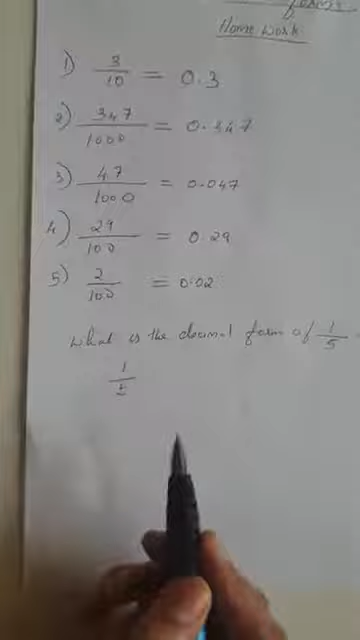 forms
Home work
1) 3/10 = 0.3
2) 347/1000 = 0.347
3) 47/1000 = 0.047
4) 29/100 = 0.29
5) 2/100 = 0.02
What is the decimal form of 1/5
1/5